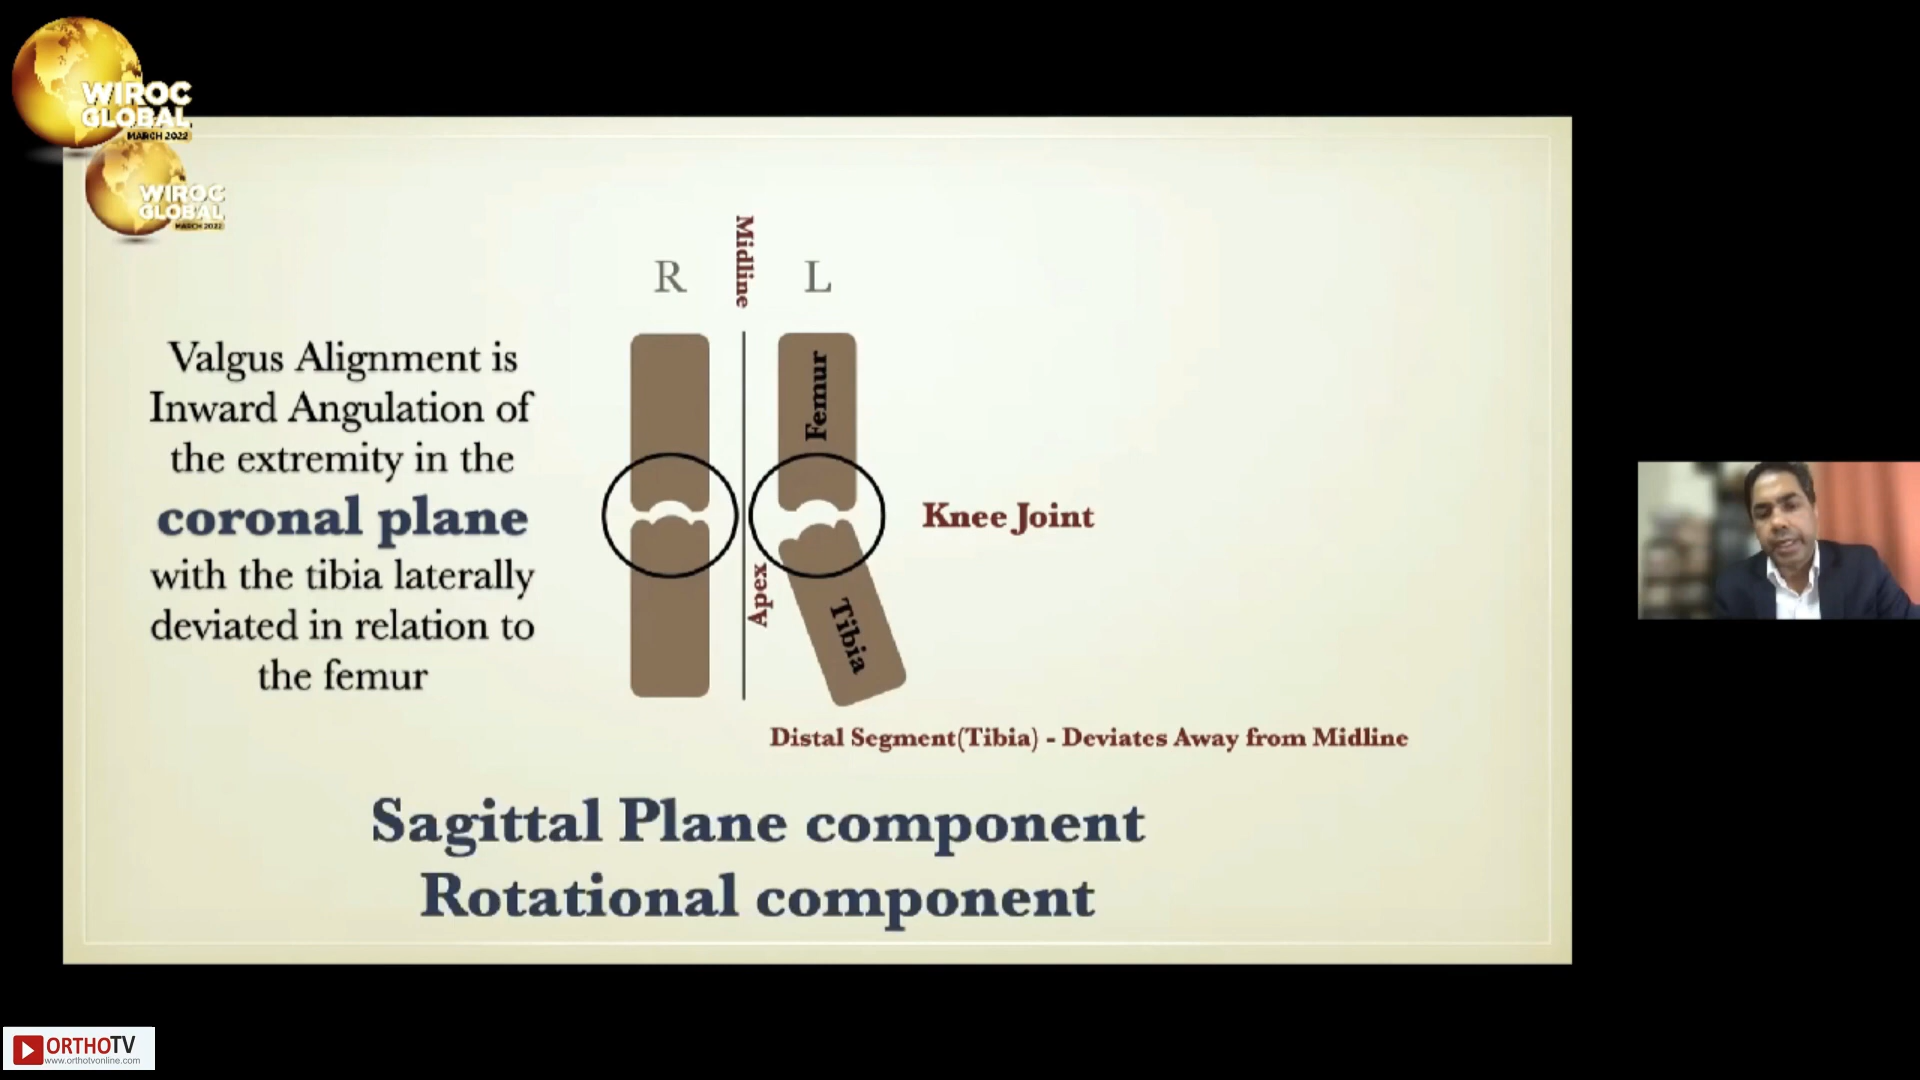 WIROC
GLOBAL
MARCH 2022
WIROC
GLOBAL
MARCH 2022
Midline
R
L
Valgus Alignment is
Inward Angulation of
the extremity in the
coronal plane
with the tibia laterally
deviated in relation to
the femur
Femur
Knee Joint
Apex
Tibia
Distal Segment(Tibia) - Deviates Away from Midline
Sagittal Plane component
Rotational component
ORTHOTV
www.orthotvonline.com